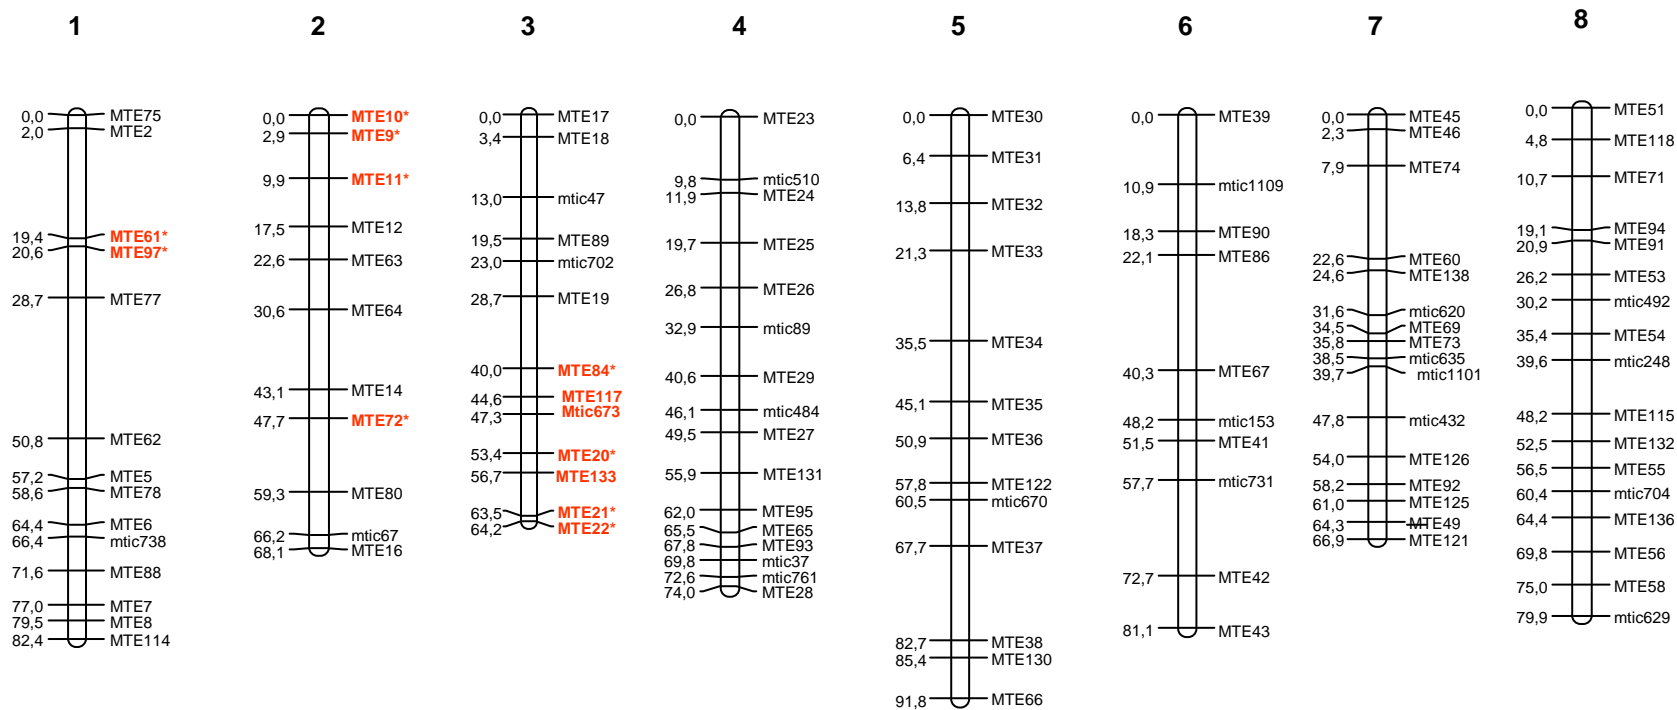 1
0,0 MTE75
2,0 MTE2
19,4 MTE61*
20,6 MTE97*
28,7 MTE77
50,8 MTE62
57,2 MTE5
58,6 MTE78
64,4 MTE6
66,4 mtic738
71,6 MTE88
77,0 MTE7
79,5 MTE8
82,4 MTE114
2
0,0 MTE10*
2,9 MTE9*
9,9 MTE11*
17,5 MTE12
22,6 MTE63
30,6 MTE64
43,1 MTE14
47,7 MTE72*
59,3 MTE80
66,2 mtic67
68,1 MTE16
3
0,0 MTE17
3,4 MTE18
13,0 mtic47
19,5 MTE89
23,0 mtic702
28,7 MTE19
40,0 MTE84*
44,6 MTE117
47,3 Mtic673
53,4 MTE20*
56,7 MTE133
63,5 MTE21*
64,2 MTE22*
4
0,0 MTE23
9,8 mtic510
11,9 MTE24
19,7 MTE25
26,8 MTE26
32,9 mtic89
40,6 MTE29
46,1 mtic484
49,5 MTE27
55,9 MTE131
62,0 MTE95
65,5 MTE65
67,8 MTE93
69,8 mtic37
72,6 mtic761
74,0 MTE28
5
0,0 MTE30
6,4 MTE31
13,8 MTE32
21,3 MTE33
35,5 MTE34
45,1 MTE35
50,9 MTE36
57,8 MTE122
60,5 mtic670
67,7 MTE37
82,7 MTE38
85,4 MTE130
91,8 MTE66
6
0,0 MTE39
10,9 mtic1109
18,3 MTE90
22,1 MTE86
40,3 MTE67
48,2 mtic153
51,5 MTE41
57,7 mtic731
72,7 MTE42
81,1 MTE43
7
0,0 MTE45
2,3 MTE46
7,9 MTE74
22,6 MTE60
24,6 MTE138
31,6 mtic620
34,5 MTE69
35,8 MTE73
38,5 mtic635
39,7 mtic1101
47,8 mtic432
54,0 MTE126
58,2 MTE92
61,0 MTE125
64,3 MTE49
66,9 MTE121
8
0,0 MTE51
4,8 MTE118
10,7 MTE71
19,1 MTE94
20,9 MTE91
26,2 MTE53
30,2 mtic492
35,4 MTE54
39,6 mtic248
48,2 MTE115
52,5 MTE132
56,5 MTE55
60,4 mtic704
64,4 MTE136
69,8 MTE56
75,0 MTE58
79,9 mtic629